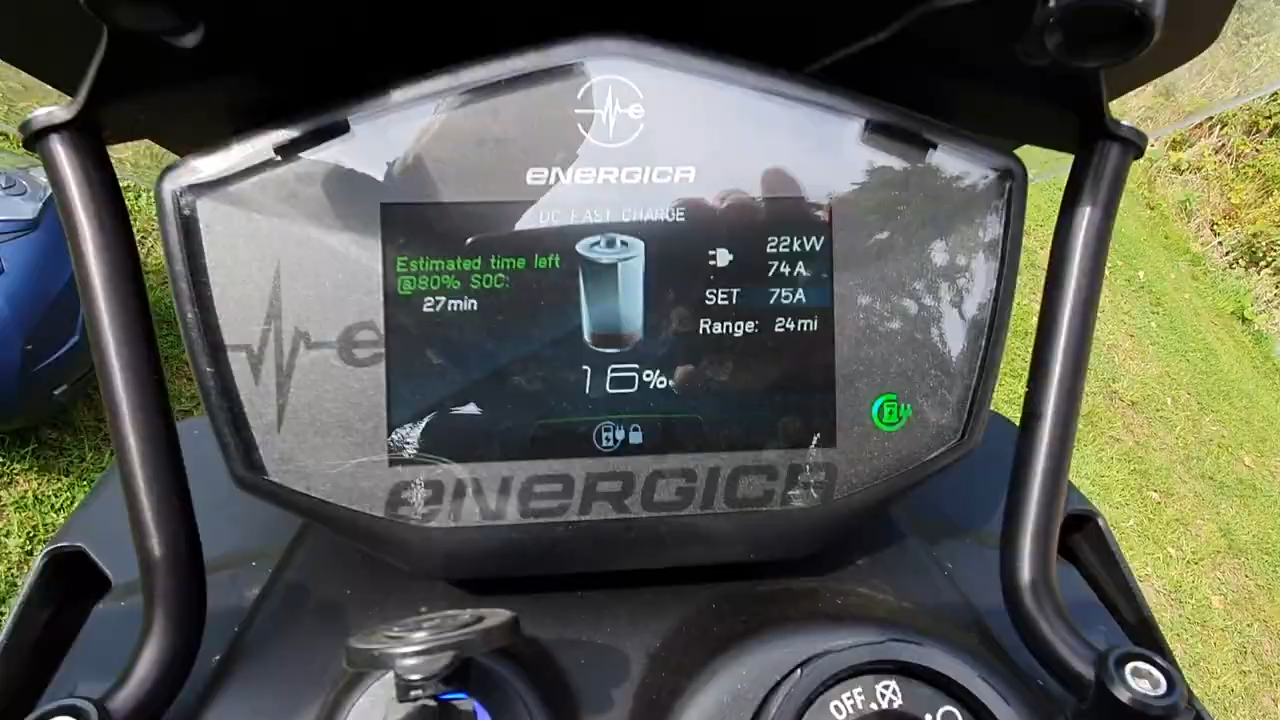 eNERGICA
DC FAST CHARGE
Estimated time left
@80% SOC:
27min
22kW
74A
SET 75A
Range: 24mi
16%
e
eNERGICA
OFF